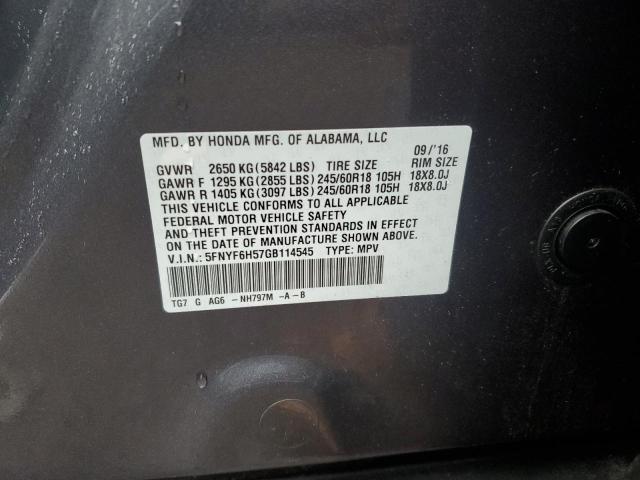 MFD. BY HONDA MFG. OF ALABAMA, LLC
09/'16
GVWR 2650 KG(5842 LBS) TIRE SIZE RIM SIZE
GAWR F 1295 KG(2855 LBS) 245/60R18 105H 18X8.0J
GAWR R 1405 KG(3097 LBS) 245/60R18 105H 18X8.0J
THIS VEHICLE CONFORMS TO ALL APPLICABLE
FEDERAL MOTOR VEHICLE SAFETY
AND THEFT PREVENTION STANDARDS IN EFFECT
ON THE DATE OF MANUFACTURE SHOWN ABOVE.
V.I.N.: 5FNYF6H57GB114545 TYPE: MPV
TG7 G AG6 -NH797M -A-B